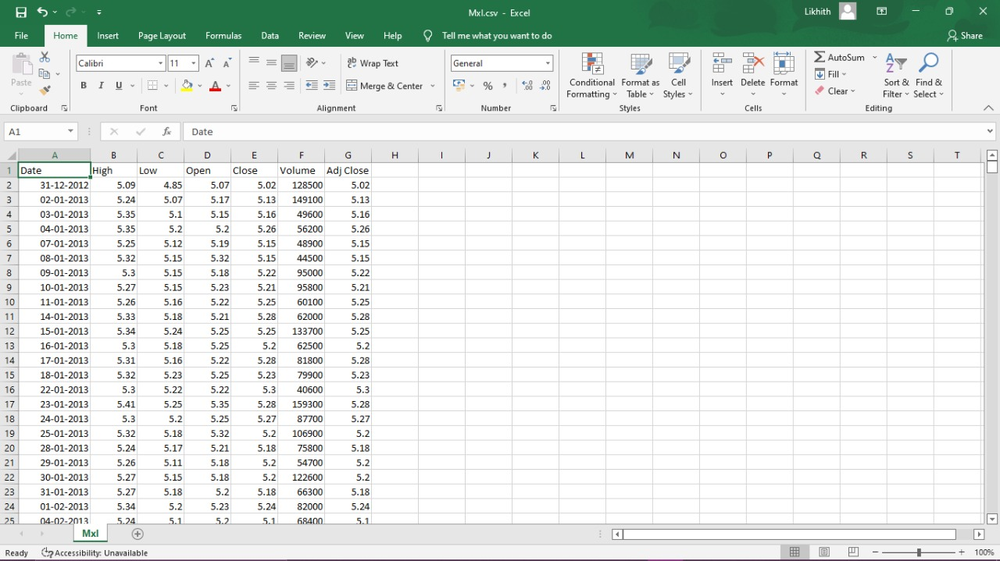 Mxl.csv - Excel
Likhith
File Home Insert Page Layout Formulas Data Review View Help Tell me what you want to do Share
Paste
Clipboard
Calibri 11 A A
B I U A
Font
ab Wrap Text
Merge & Center
Alignment
General
% ,
Number
Conditional Formatting
Format as Table
Cell Styles
Styles
Insert Delete Format
Cells
AutoSum
Fill
Clear
Sort & Filter
Find & Select
Editing
A1 fx Date
A B C D E F G H I J K L M N O P Q R S T
1 Date High Low Open Close Volume Adj Close
2 31-12-2012 5.09 4.85 5.07 5.02 128500 5.02
3 02-01-2013 5.24 5.07 5.17 5.13 149100 5.13
4 03-01-2013 5.35 5.1 5.15 5.16 49600 5.16
5 04-01-2013 5.35 5.2 5.2 5.26 56200 5.26
6 07-01-2013 5.25 5.12 5.19 5.15 48900 5.15
7 08-01-2013 5.32 5.15 5.32 5.15 44500 5.15
8 09-01-2013 5.3 5.15 5.18 5.22 95000 5.22
9 10-01-2013 5.27 5.15 5.23 5.21 95800 5.21
10 11-01-2013 5.26 5.16 5.22 5.25 60100 5.25
11 14-01-2013 5.33 5.18 5.21 5.28 62000 5.28
12 15-01-2013 5.34 5.24 5.25 5.25 133700 5.25
13 16-01-2013 5.3 5.18 5.25 5.2 62500 5.2
14 17-01-2013 5.31 5.16 5.22 5.28 81800 5.28
15 18-01-2013 5.32 5.23 5.25 5.23 79900 5.23
16 22-01-2013 5.3 5.22 5.22 5.3 40600 5.3
17 23-01-2013 5.41 5.25 5.35 5.28 159300 5.28
18 24-01-2013 5.3 5.2 5.25 5.27 87700 5.27
19 25-01-2013 5.32 5.18 5.32 5.2 106900 5.2
20 28-01-2013 5.24 5.17 5.21 5.18 75800 5.18
21 29-01-2013 5.26 5.11 5.18 5.2 54700 5.2
22 30-01-2013 5.27 5.15 5.18 5.2 122600 5.2
23 31-01-2013 5.27 5.18 5.2 5.18 66300 5.18
24 01-02-2013 5.34 5.2 5.23 5.24 82000 5.24
25 04-02-2013 5.24 5.1 5.2 5.1 68400 5.1
Mxl
Ready Accessibility: Unavailable 100%